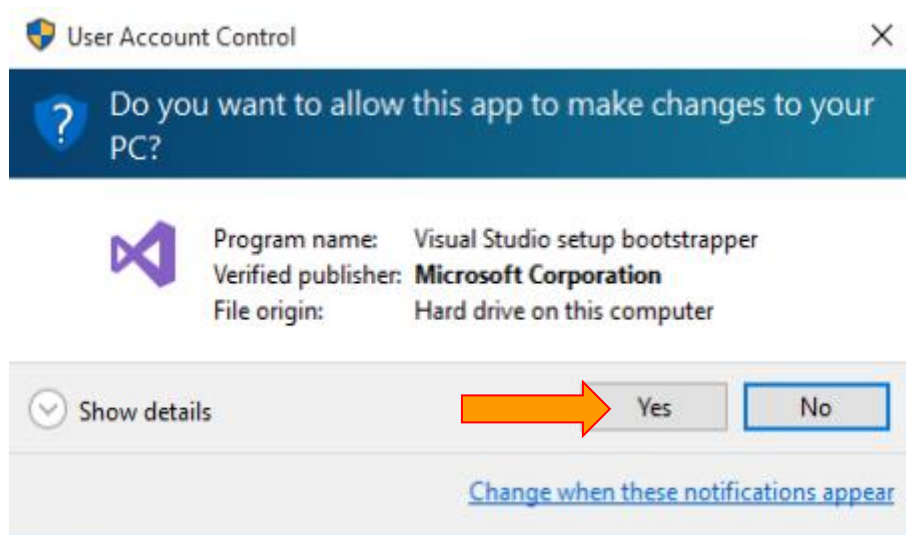 User Account Control
Do you want to allow this app to make changes to your
PC?
Program name: Visual Studio setup bootstrapper
Verified publisher: Microsoft Corporation
File origin: Hard drive on this computer
Show details
Yes
No
Change when these notifications appear